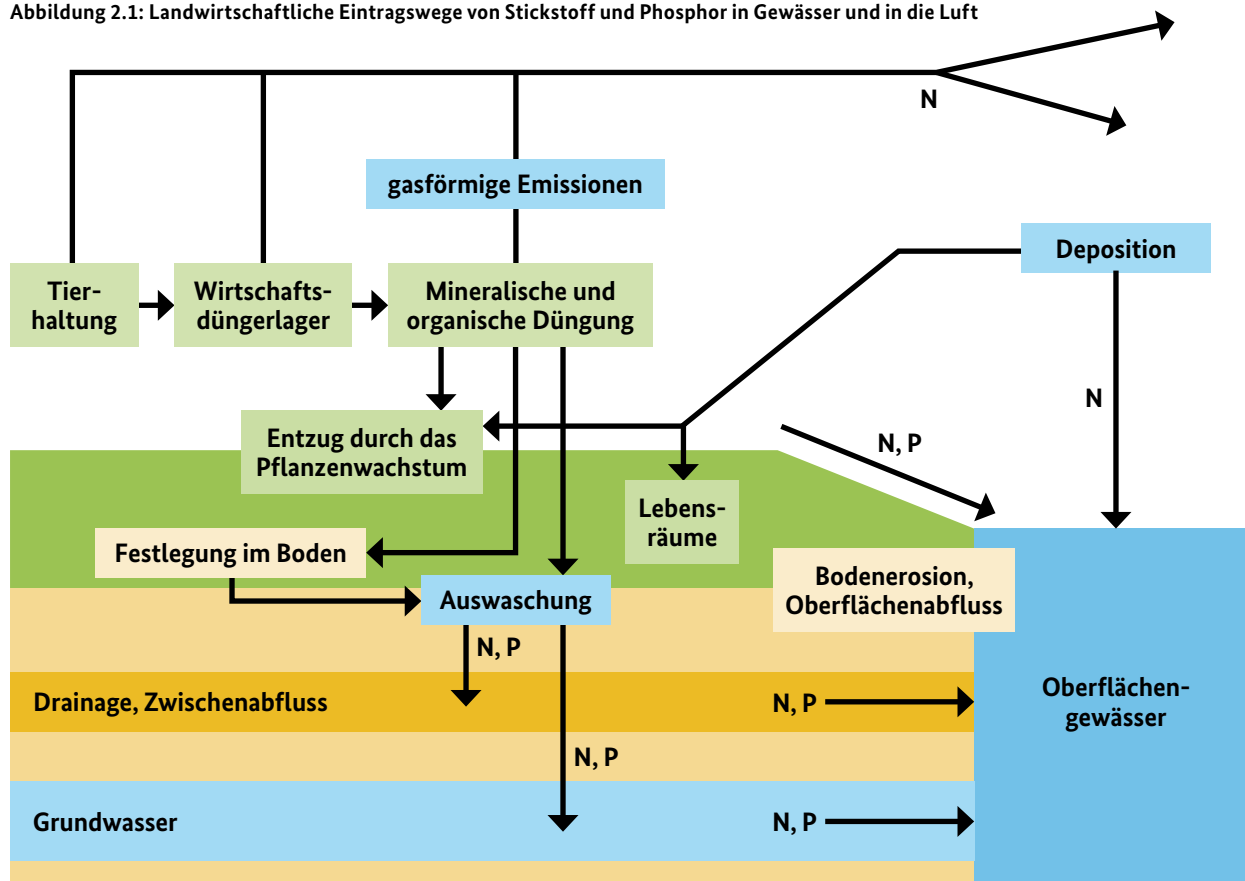 Abbildung 2.1: Landwirtschaftliche Eintragswege von Stickstoff und Phosphor in Gewässer und in die Luft
N
gasförmige Emissionen
Deposition
Tier-
haltung
Wirtschafts-
düngerlager
Mineralische und
organische Düngung
N
Entzug durch das
Pflanzenwachstum
N, P
Lebens-
räume
Festlegung im Boden
Bodenerosion,
Oberflächenabfluss
Auswaschung
N, P
Drainage, Zwischenabfluss
N, P
Oberflächen-
gewässer
N, P
Grundwasser
N, P